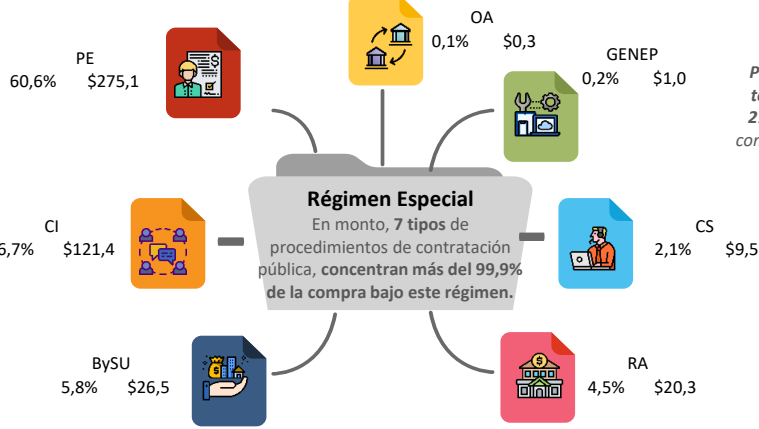 OA
0,1% $0,3
PE
60,6% $275,1
GENEP
0,2% $1,0
Régimen Especial
En monto, 7 tipos de
procedimientos de contratación
pública, concentran más del 99,9%
de la compra bajo este régimen.
CI
6,7% $121,4
CS
2,1% $9,5
BySU
5,8% $26,5
RA
4,5% $20,3